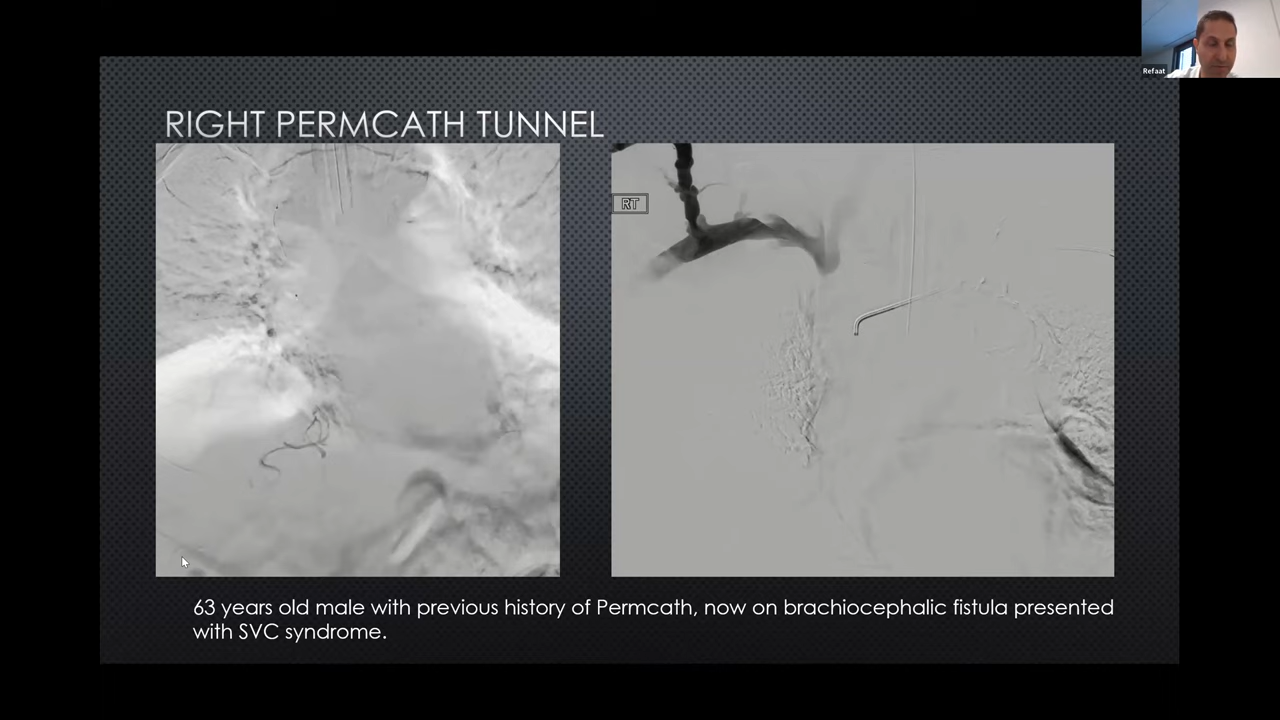 Refaat
RIGHT PERMCATH TUNNEL
RT
63 years old male with previous history of Permcath, now on brachiocephalic fistula presented
with SVC syndrome.